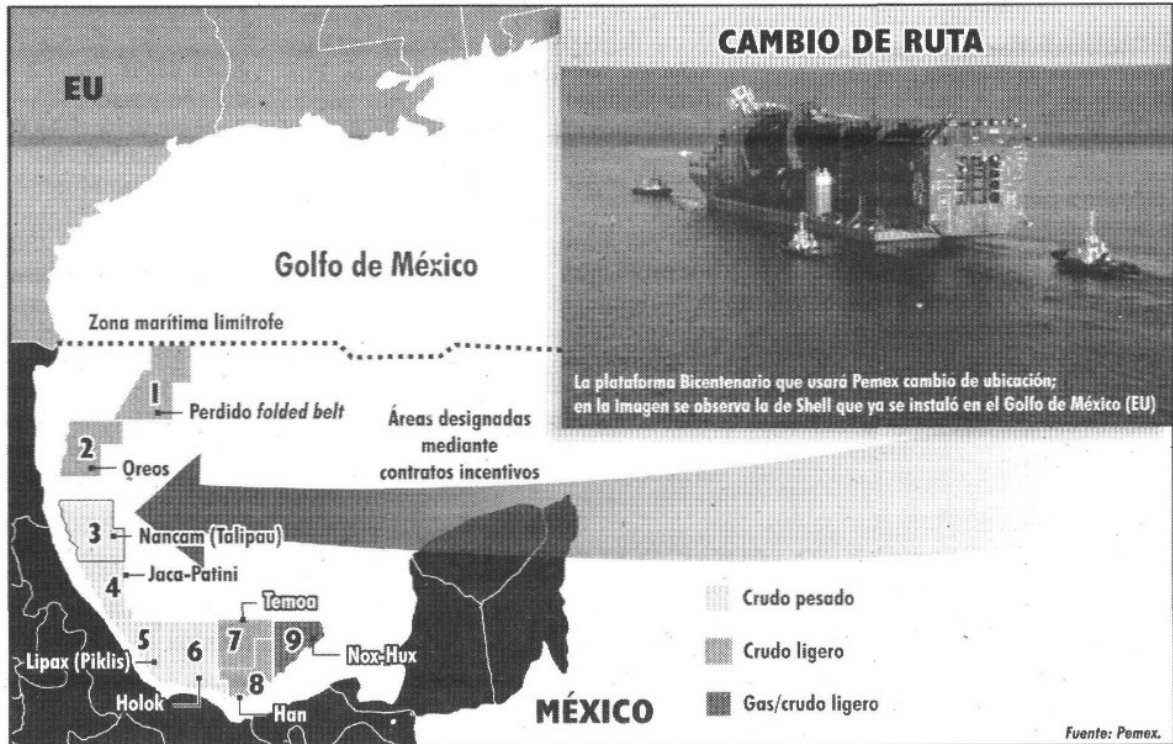 EU
CAMBIO DE RUTA
Golfo de México
Zona marítima limítrofe
La plataforma Bicentenario que usará Pemex cambio de ubicación;
en la Imagen se observa la de Shell que ya se instaló en el Golfo de México (EU)
1
Perdido folded belt
Áreas designadas
mediante
contratos incentivos
2
Oreos
3
Nancam (Talipau)
4
Jaca-Patini
Temoa
5
6
7
8
9
Lipax (Piklis)
Nox-Hux
Holok
Han
Crudo pesado
Crudo ligero
Gas/crudo ligero
MÉXICO
Fuente: Pemex.